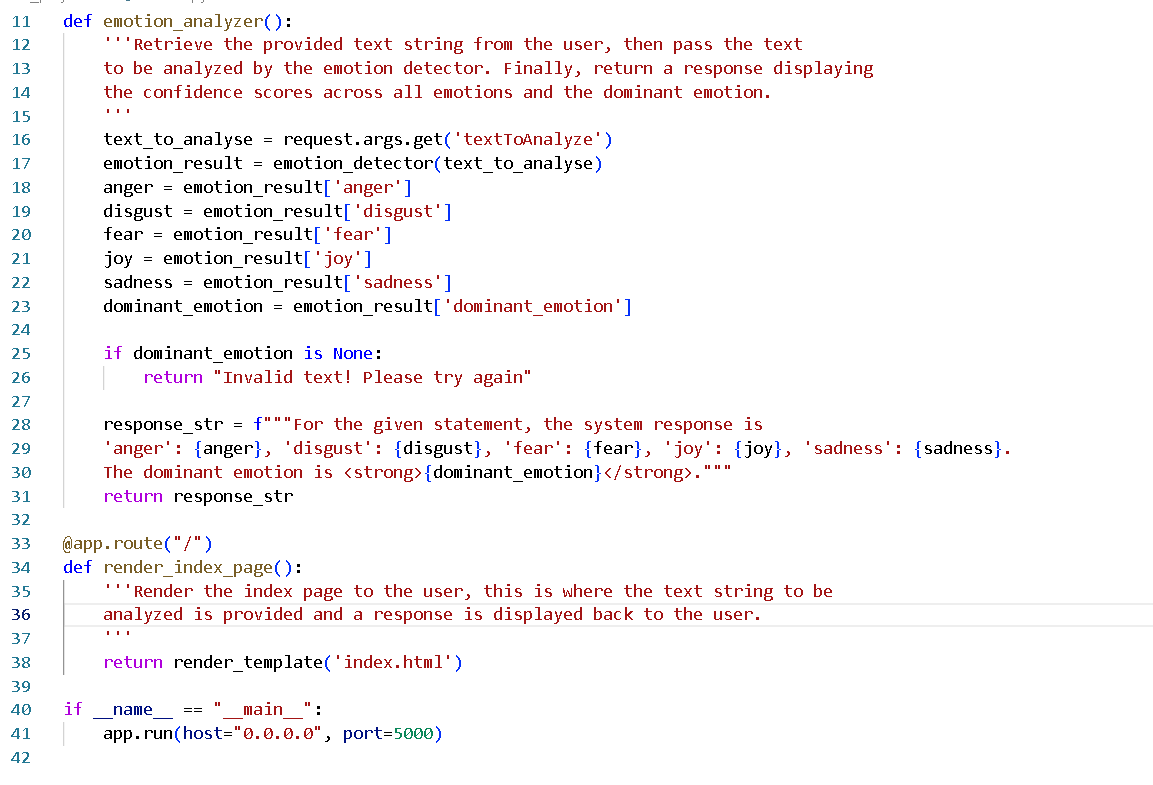 11 def emotion_analyzer():
12     '''Retrieve the provided text string from the user, then pass the text
13     to be analyzed by the emotion detector. Finally, return a response displaying
14     the confidence scores across all emotions and the dominant emotion.
15     '''
16     text_to_analyse = request.args.get('textToAnalyze')
17     emotion_result = emotion_detector(text_to_analyse)
18     anger = emotion_result['anger']
19     disgust = emotion_result['disgust']
20     fear = emotion_result['fear']
21     joy = emotion_result['joy']
22     sadness = emotion_result['sadness']
23     dominant_emotion = emotion_result['dominant_emotion']
24
25     if dominant_emotion is None:
26         return "Invalid text! Please try again"
27
28     response_str = f"""For the given statement, the system response is
29     'anger': {anger}, 'disgust': {disgust}, 'fear': {fear}, 'joy': {joy}, 'sadness': {sadness}.
30     The dominant emotion is <strong>{dominant_emotion}</strong>."""
31     return response_str
32
33 @app.route("/")
34 def render_index_page():
35     '''Render the index page to the user, this is where the text string to be
36     analyzed is provided and a response is displayed back to the user.
37     '''
38     return render_template('index.html')
39
40 if __name__ == "__main__":
41     app.run(host="0.0.0.0", port=5000)
42